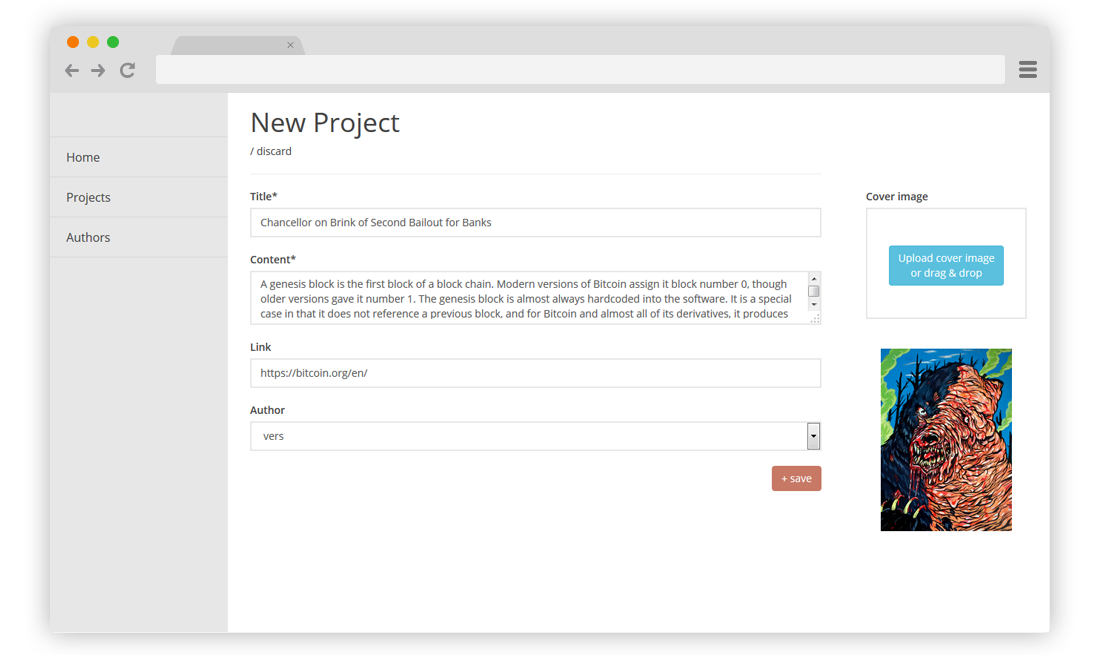 Home
Projects
Authors
New Project
/ discard
Title*
Chancellor on Brink of Second Bailout for Banks
Content*
A genesis block is the first block of a block chain. Modern versions of Bitcoin assign it block number 0, though
older versions gave it number 1. The genesis block is almost always hardcoded into the software. It is a special
case in that it does not reference a previous block, and for Bitcoin and almost all of its derivatives, it produces
Link
https://bitcoin.org/en/
Author
vers
+ save
Cover image
Upload cover image
or drag & drop